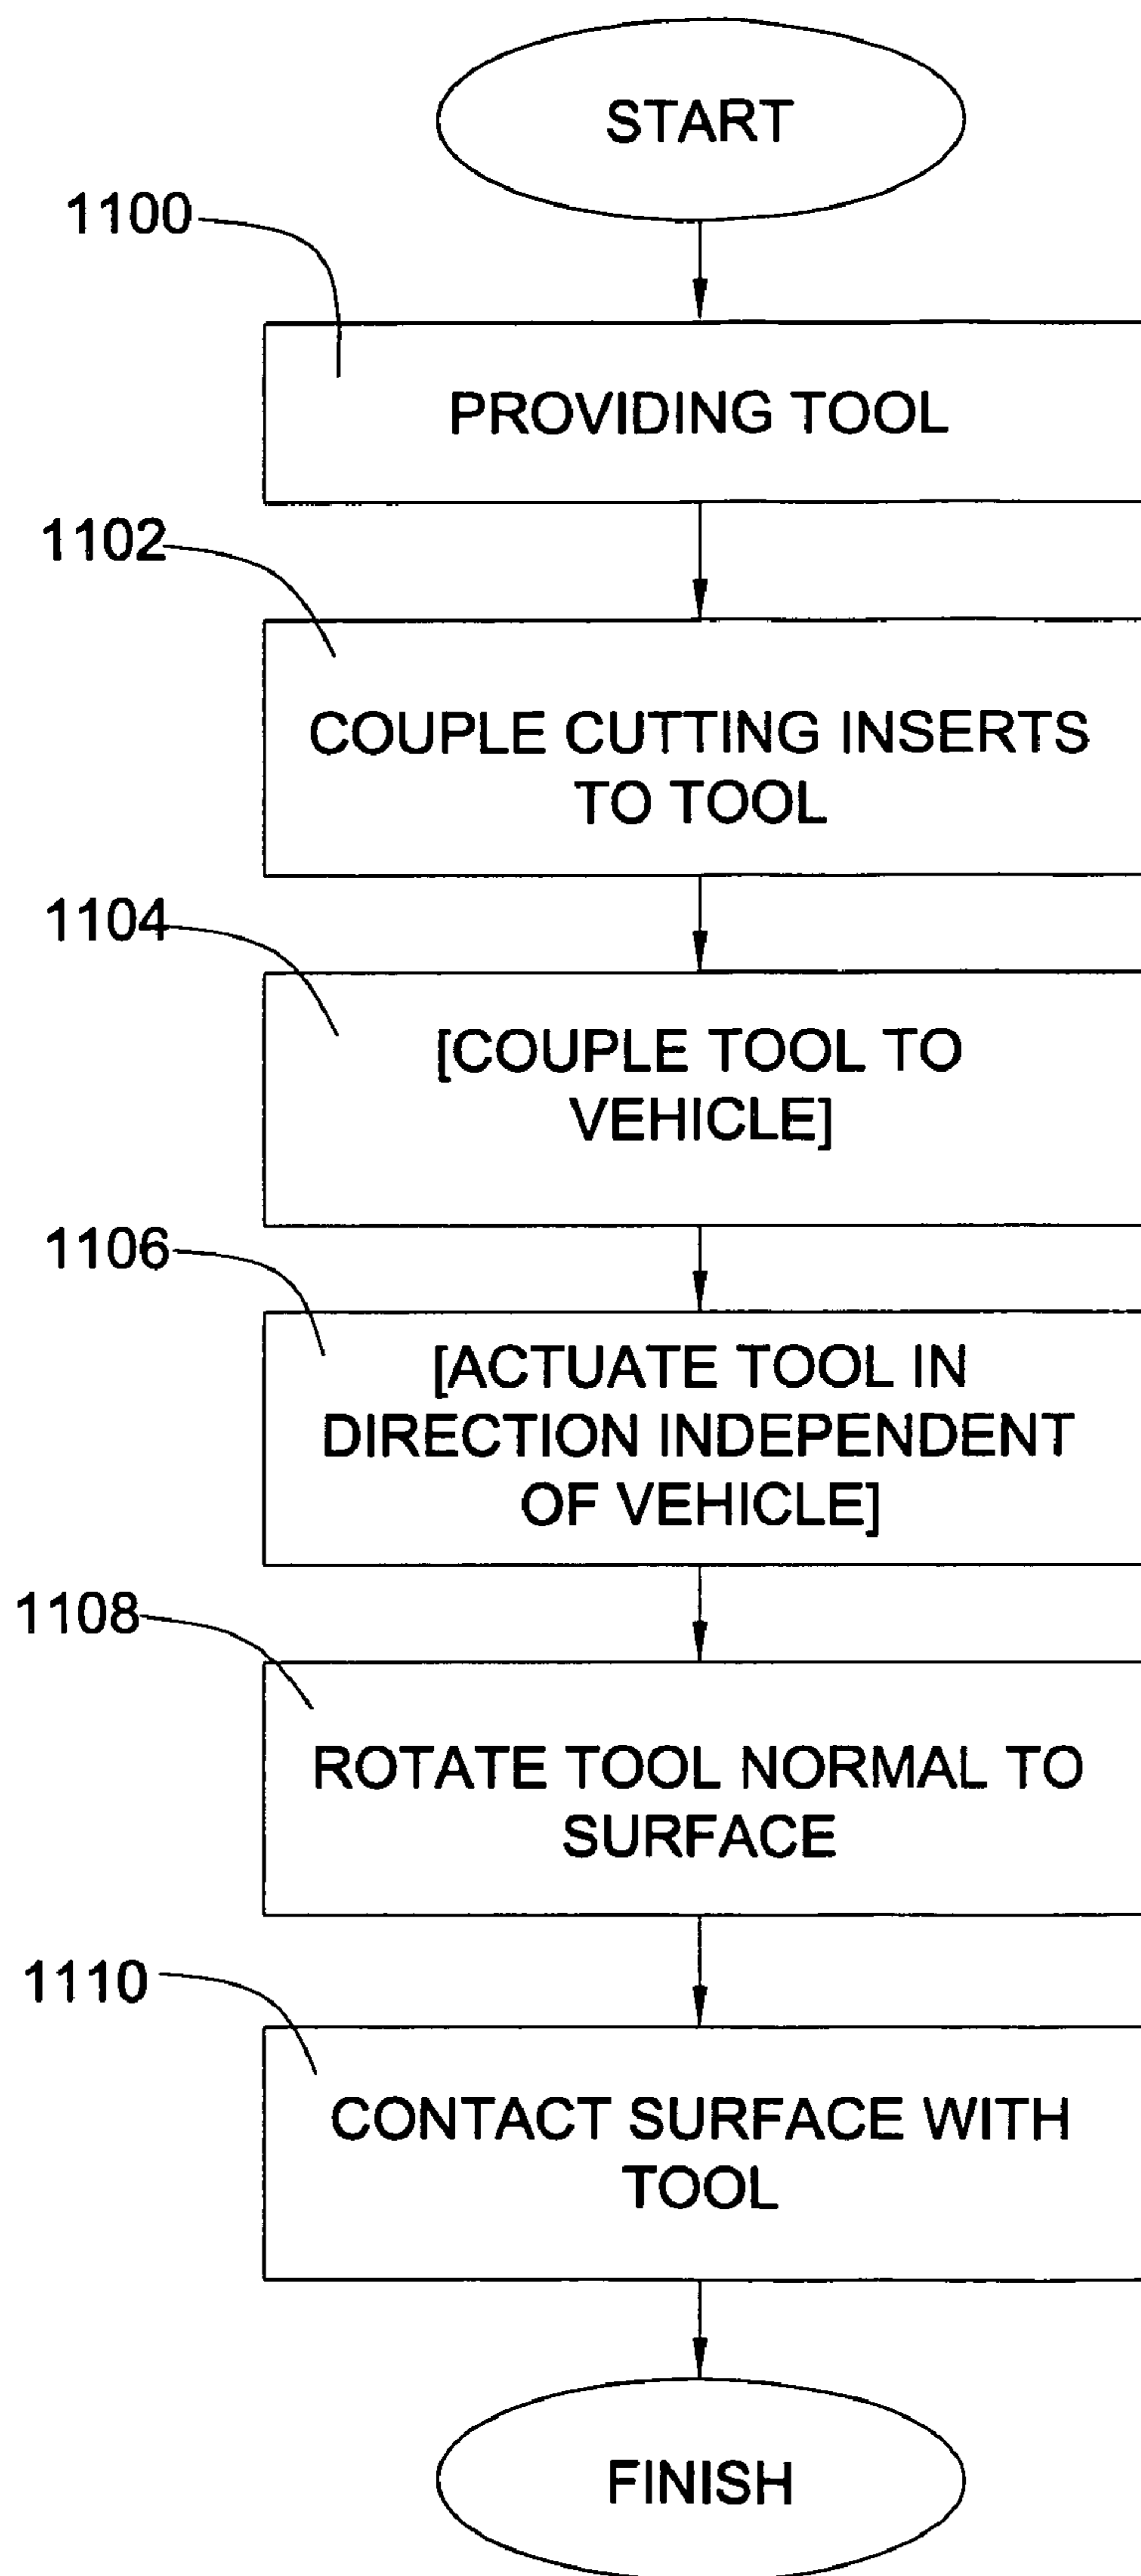 START
1100
PROVIDING TOOL
1102
COUPLE CUTTING INSERTS
TO TOOL
1104
[COUPLE TOOL TO
VEHICLE]
1106
[ACTUATE TOOL IN
DIRECTION INDEPENDENT
OF VEHICLE]
1108
ROTATE TOOL NORMAL TO
SURFACE
1110
CONTACT SURFACE WITH
TOOL
FINISH